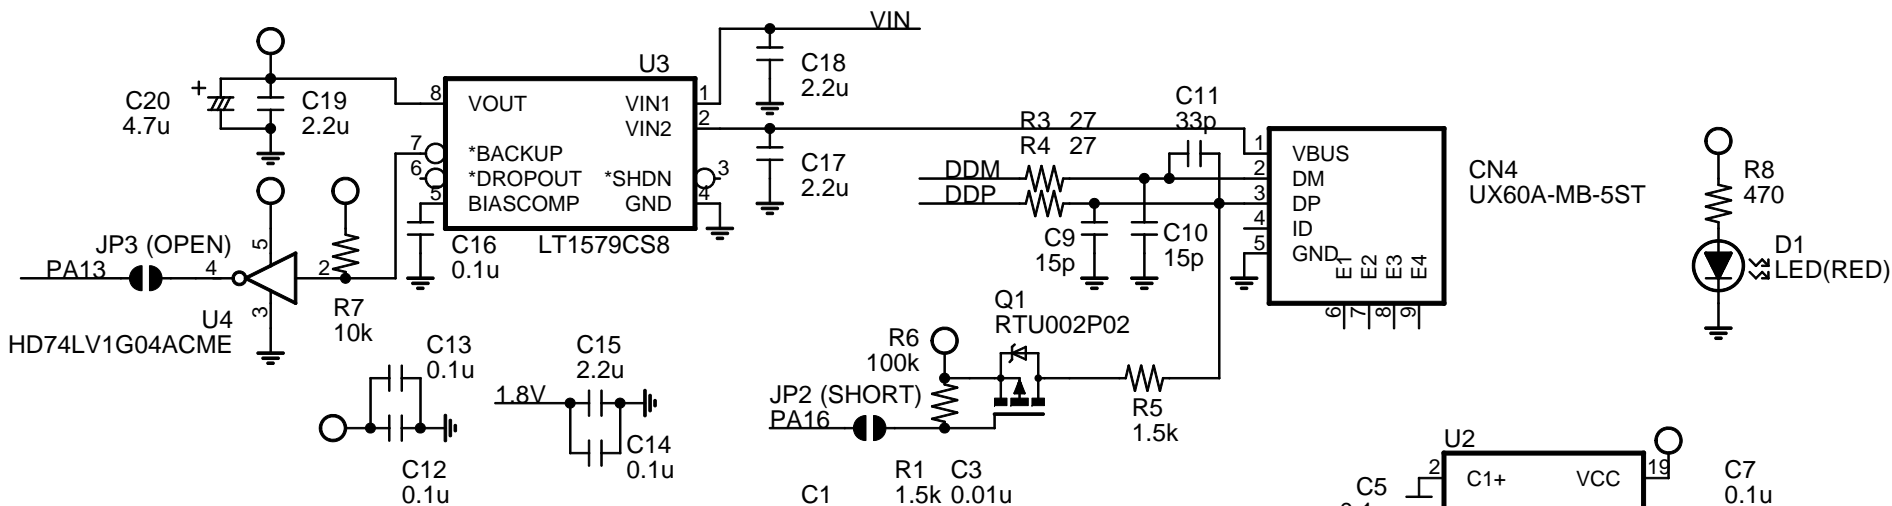 VIN
U3
C18
2.2u
C20
4.7u
C19
2.2u
8
VOUT
VIN1
1
VIN2
2
7
*BACKUP
6
*DROPOUT
*SHDN
3
5
BIASCOMP
GND
4
LT1579CS8
C17
2.2u
C16
0.1u
JP3 (OPEN)
PA13
4
5
2
3
U4
HD74LV1G04ACME
R7
10k
C11
33p
R3 27
R4 27
DDM
DDP
C9
15p
C10
15p
1
VBUS
2
DM
3
DP
4
ID
5
GND
E1
E2
E3
E4
6
7
8
9
CN4
UX60A-MB-5ST
R8
470
D1
LED(RED)
Q1
RTU002P02
R6
100k
JP2 (SHORT)
PA16
R5
1.5k
C13
0.1u
C12
0.1u
C15
2.2u
1.8V
C14
0.1u
C1
R1
1.5k
C3
0.01u
U2
2
C1+
VCC
19
C5
C7
0.1u